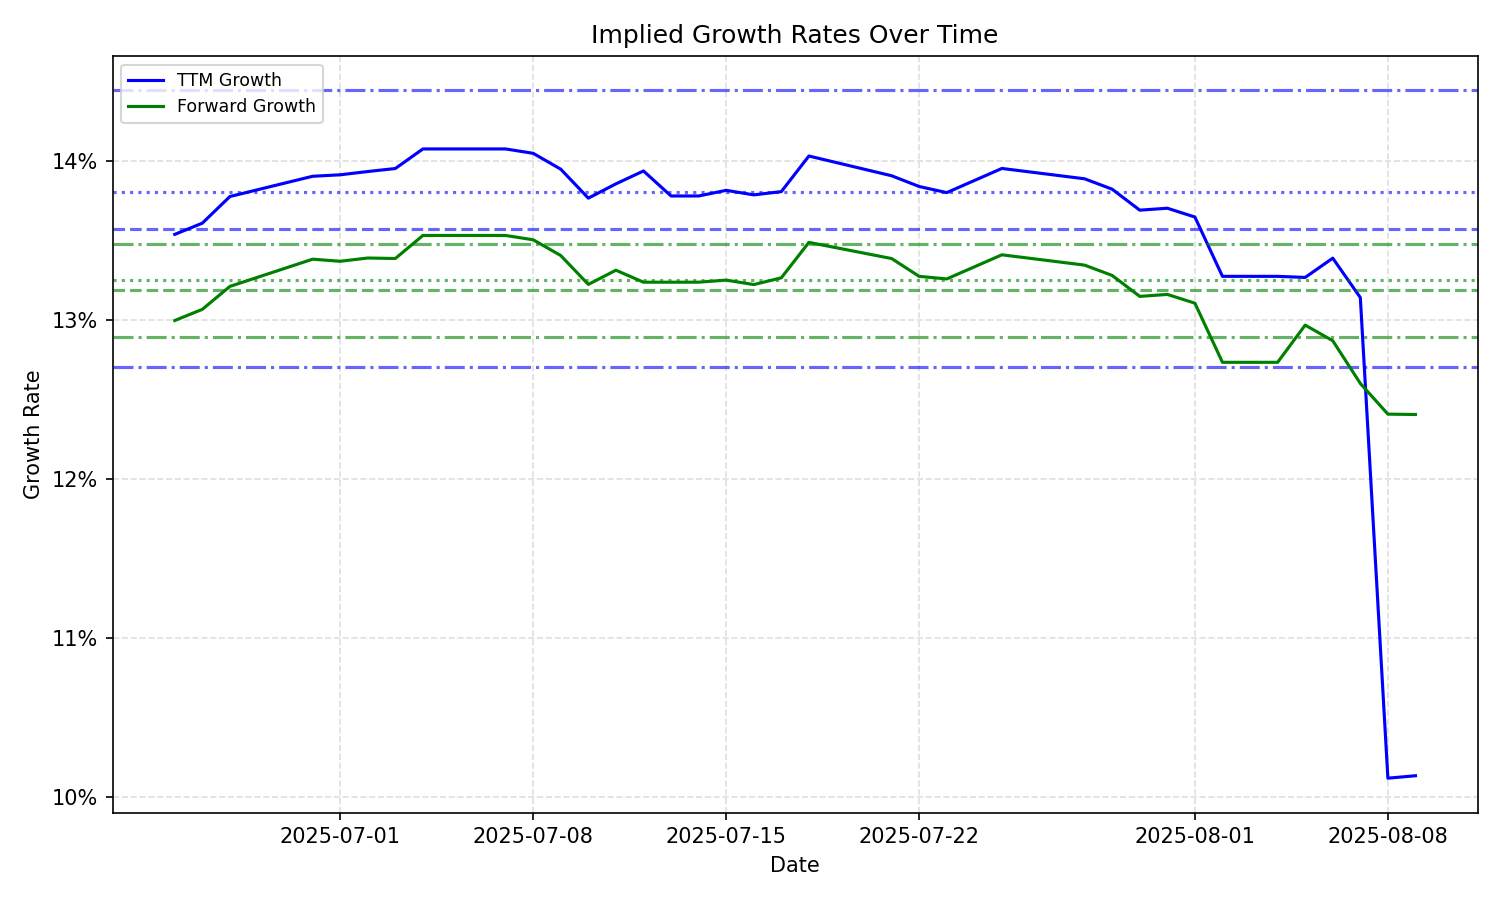 Implied Growth Rates Over Time
TTM Growth
Forward Growth
14%
13%
12%
11%
10%
Growth Rate
2025-07-01
2025-07-08
2025-07-15
2025-07-22
2025-08-01
2025-08-08
Date